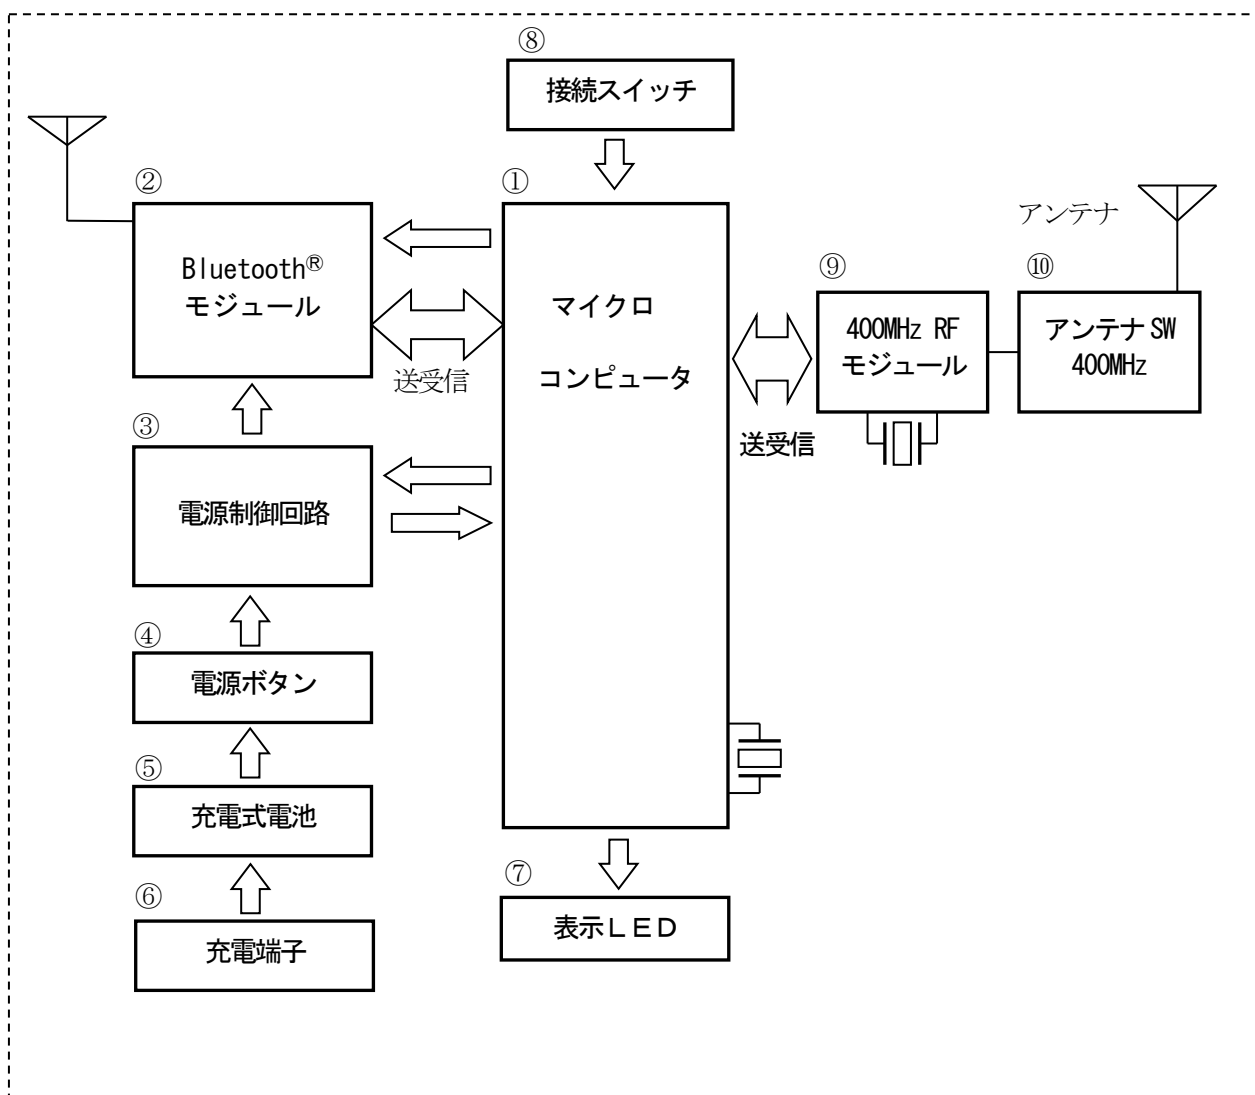 ⑧
接続スイッチ
②
Bluetooth®
モジュール
①
マイクロ
コンピュータ
送受信
アンテナ
⑨
400MHz RF
モジュール
⑩
アンテナ SW
400MHz
送受信
③
電源制御回路
④
電源ボタン
⑤
充電式電池
⑥
充電端子
⑦
表示ＬＥＤ